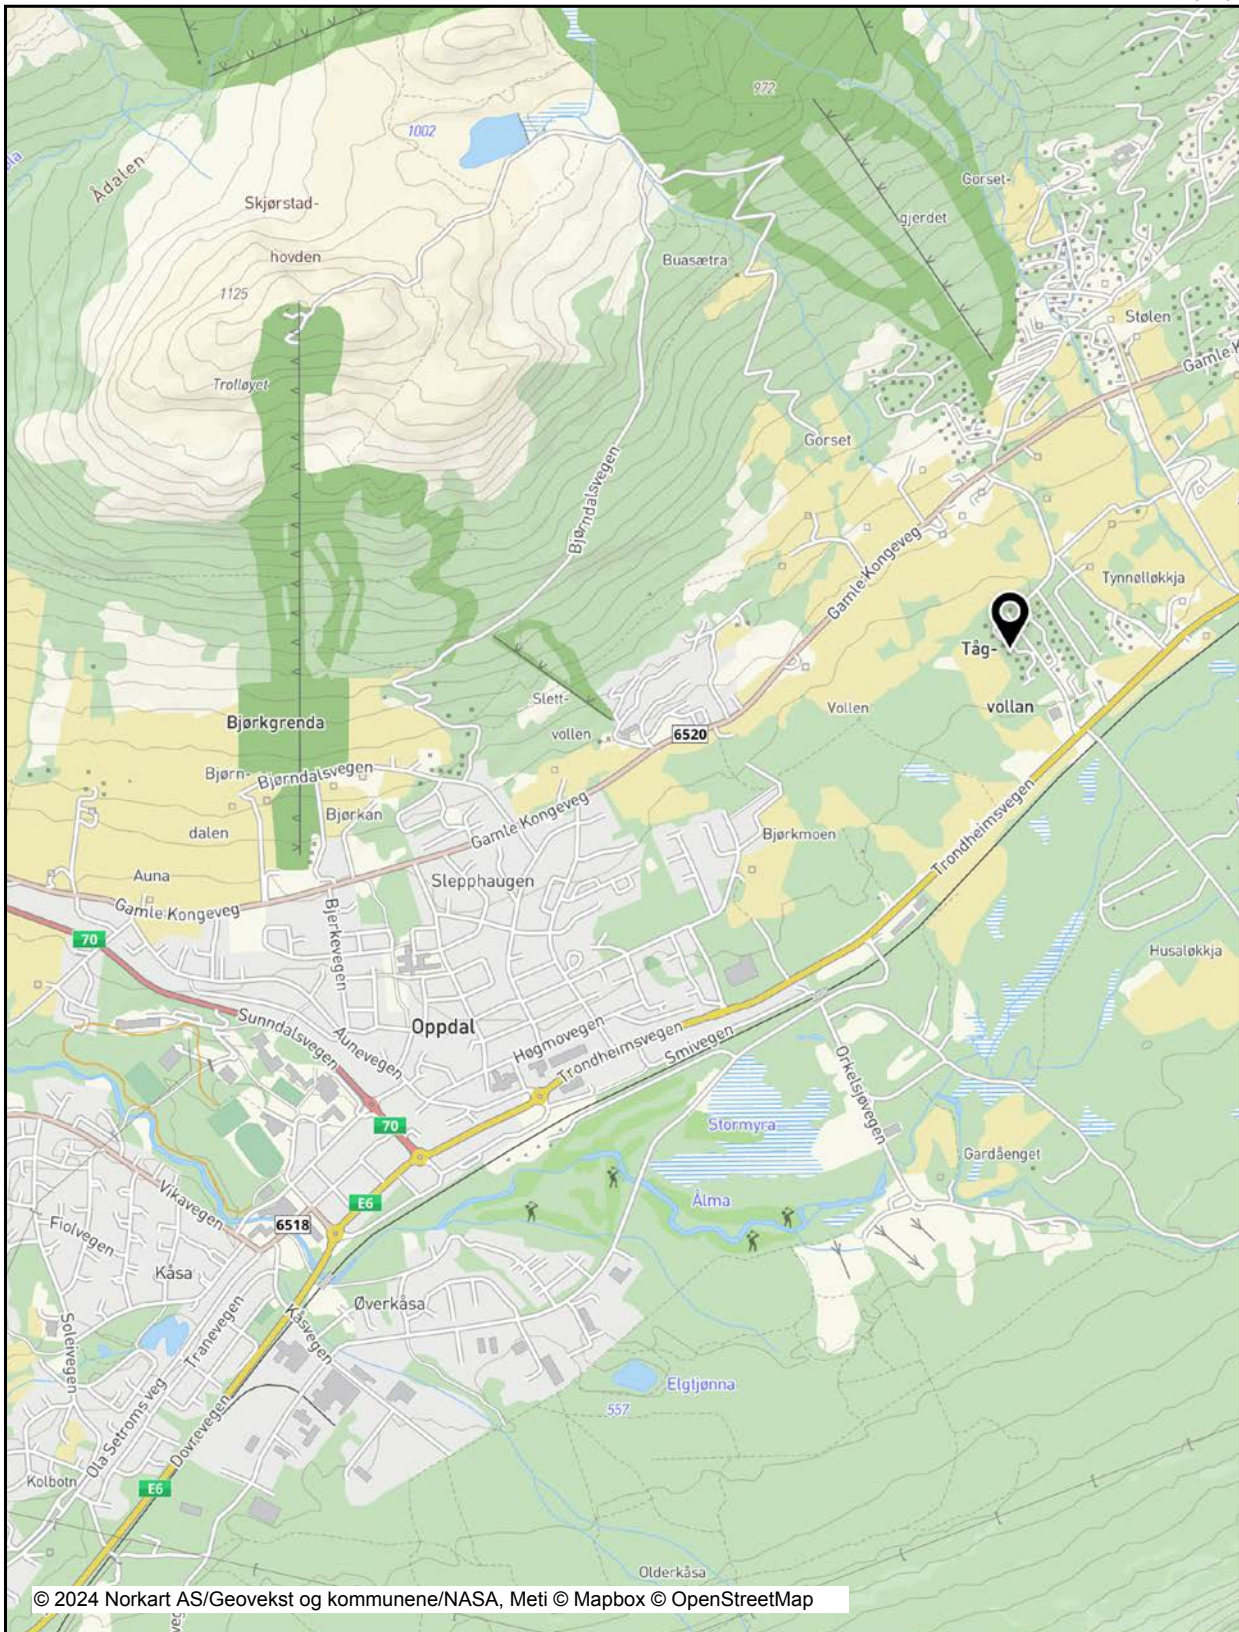 972
1002
Ådalen
Skjørstad-
Gorset-
gjerdet
hovden
Buasætra
1125
Stølen
Gamle K
Trolløyet
Gorset
Bjørndalsvegen
Gamle Kongeveg
Tynnølløkkja
Tåg-
Slett-
vollan
Vollen
Bjørkgrenda
vollen
6520
Bjørn-
Bjørndalsvegen
Trondheimsvegen
Bjørkan
Gamle Kongeveg
dalen
Bjørkmoen
Auna
Slepphaugen
Gamle Kongeveg
Bjerkevegen
70
Husaløkkja
Sunndalsvegen
Aunevegen
Oppdal
Høgmovegen
Trondheimsvegen
Smivegen
Orkelsjøvegen
70
Stormyra
Gardåenget
Vikavegen
E6
Ålma
6518
Fiolvegen
Kåsa
Øverkåsa
Soleivegen
Tranevegen
Kåsvegen
Elgtjønna
557
Ola Setroms veg
Dovrevegen
Kolbotn
E6
Olderkåsa
© 2024 Norkart AS/Geovekst og kommunene/NASA, Meti © Mapbox © OpenStreetMap